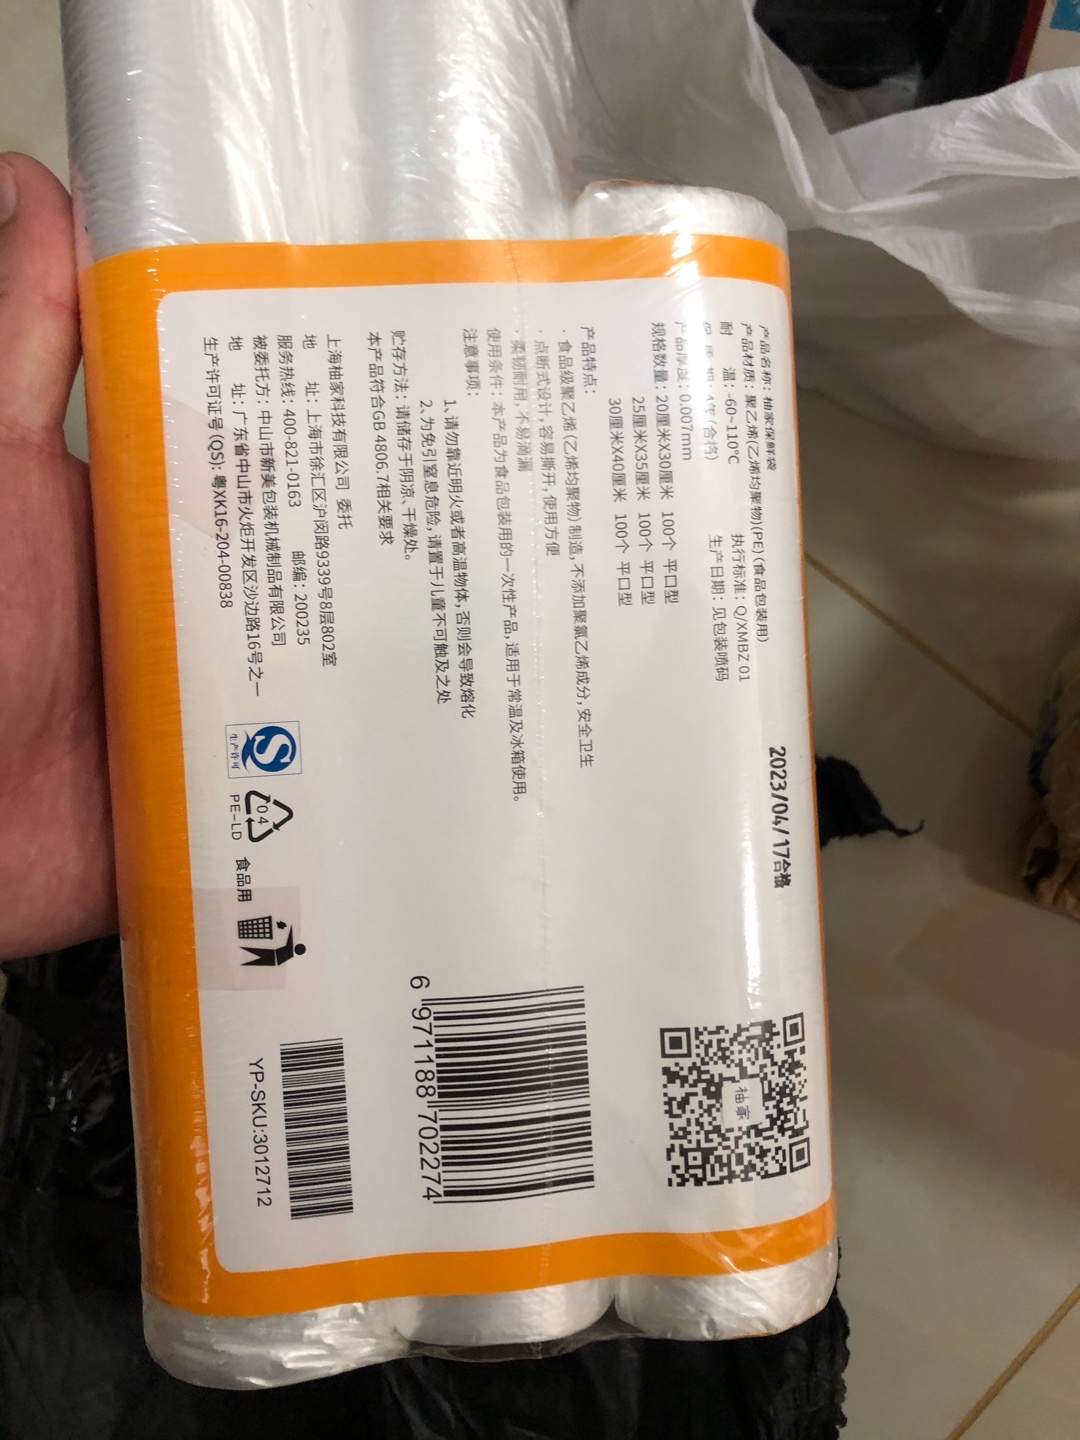 产品名称：柚家保鲜袋
产品材质：聚乙烯(乙烯均聚物)(PE)(食品包装用)
耐　　温：-60~110℃　　执行标准：Q/XMBZ 01
4年(合格)　　生产日期：见包装喷码
产品厚度：0.007mm
规格数量：20厘米X30厘米 100个 平口型
25厘米X35厘米 100个 平口型
30厘米X40厘米 100个 平口型
产品特点：
·食品级聚乙烯(乙烯均聚物)制造，不添加聚氯乙烯成分，安全卫生
·点断式设计，容易撕开，使用方便
·柔韧耐用，不易滴漏
使用条件：本产品为食品包装用的一次性产品，适用于常温及冰箱使用。
注意事项：
1、请勿靠近明火或者高温物体，否则会导致熔化
2、为免引窒息危险，请置于儿童不可触及之处
贮存方法：请储存于阴凉、干燥处。
本产品符合GB 4806.7相关要求
上海柚家科技有限公司 委托
地　　址：上海市徐汇区沪闵路9339号8层802室
服务热线：400-821-0163　　邮编：200235
被委托方：中山市新美包装机械制品有限公司
地　　址：广东省中山市火炬开发区沙边路16号之一
生产许可证号(QS)：粤XK16-204-00838
2023/04/17合格
柚家
生产许可
04
PE-LD
食品用
6 971188 702274
YP-SKU:3012712